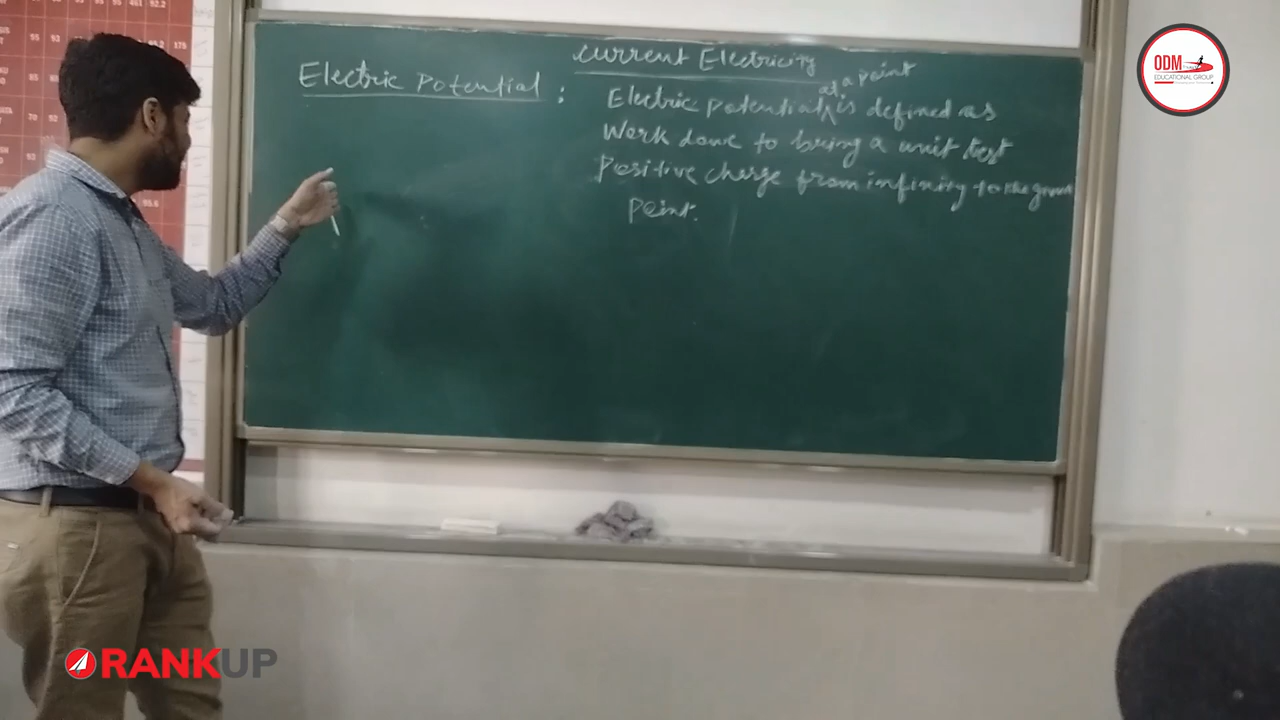 Current Electricity
Electric Potential :
at a point
Electric potential ^ is defined as
Work done to bring a unit test
Positive charge from infinity to the given
Point.
ODM
EDUCATIONAL GROUP
RANKUP